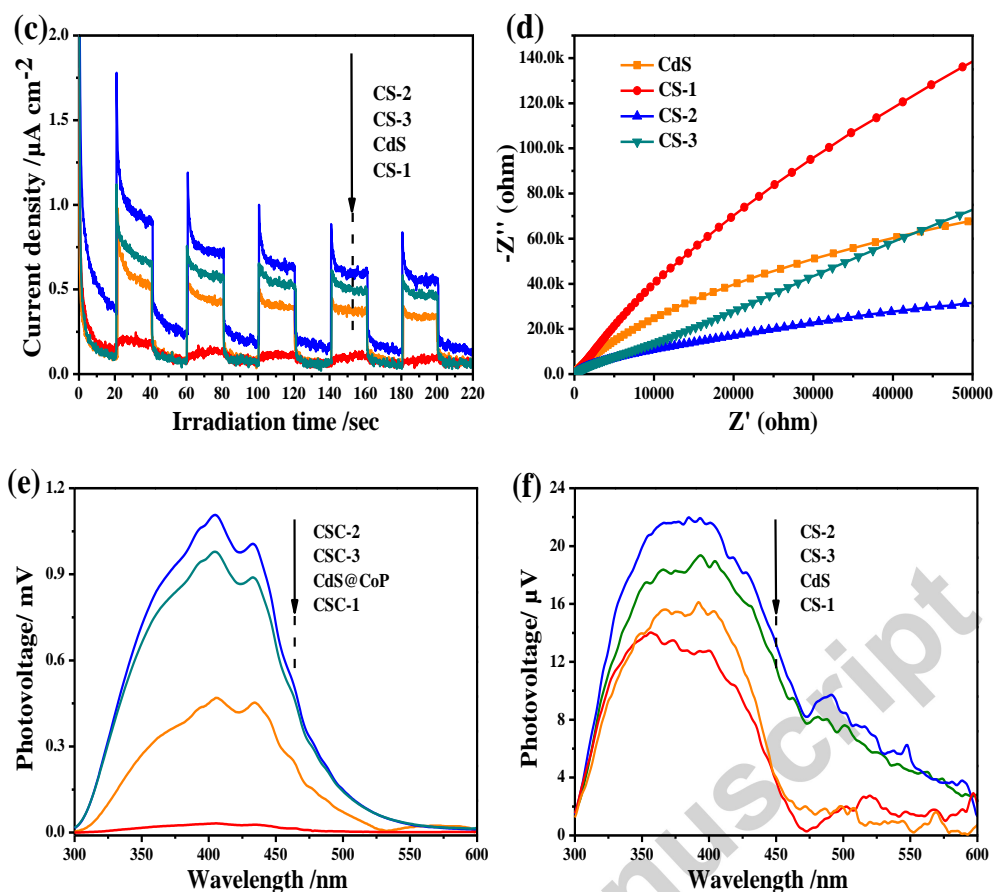 (c)
2.0
1.5
1.0
0.5
0.0
Current density /μA cm-2
CS-2
CS-3
CdS
CS-1
0 20 40 60 80 100 120 140 160 180 200 220
Irradiation time /sec
(d)
140.0k
120.0k
100.0k
80.0k
60.0k
40.0k
20.0k
0.0
-Z'' (ohm)
CdS
CS-1
CS-2
CS-3
0 10000 20000 30000 40000 50000
Z' (ohm)
(e)
1.2
0.9
0.6
0.3
0.0
Photovoltage/ mV
CSC-2
CSC-3
CdS@CoP
CSC-1
300 350 400 450 500 550 600
Wavelength /nm
(f)
24
20
16
12
8
4
0
Photovoltage/ μV
CS-2
CS-3
CdS
CS-1
300 350 400 450 500 550 600
Wavelength /nm
nuscript